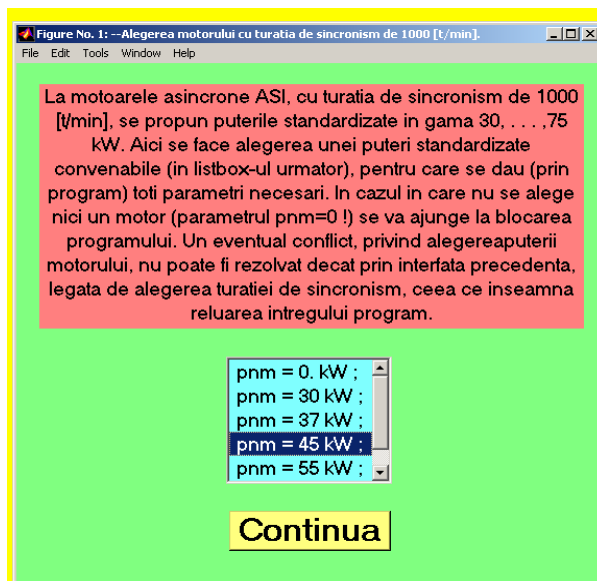 Figure No. 1: --Alegerea motorului cu turatia de sincronism de 1000 [t/min].
File Edit Tools Window Help
La motoarele asincrone ASI, cu turatia de sincronism de 1000
[t/min], se propun puterile standardizate in gama 30, . . . ,75
kW. Aici se face alegerea unei puteri standardizate
convenabile (in listbox-ul urmator), pentru care se dau (prin
program) toti parametri necesari. In cazul in care nu se alege
nici un motor (parametrul pnm=0 !) se va ajunge la blocarea
programului. Un eventual conflict, privind alegereaputerii
motorului, nu poate fi rezolvat decat prin interfata precedenta,
legata de alegerea turatiei de sincronism, ceea ce inseamna
reluarea intregului program.
pnm = 0. kW ;
pnm = 30 kW ;
pnm = 37 kW ;
pnm = 45 kW ;
pnm = 55 kW ;
Continua